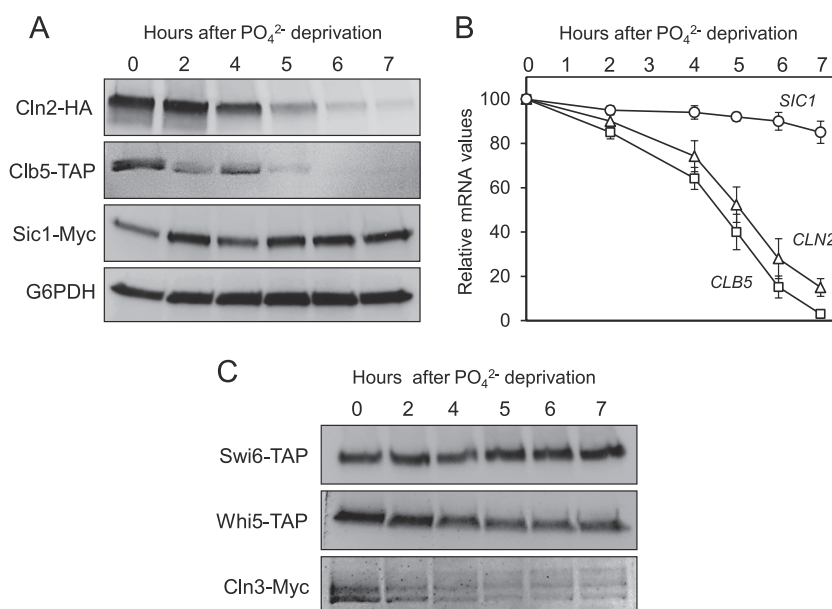 A
Hours after PO₄²⁻ deprivation
0 2 4 5 6 7
Cln2-HA
Clb5-TAP
Sic1-Myc
G6PDH
B
Hours after PO₄²⁻ deprivation
0 1 2 3 4 5 6 7
Relative mRNA values
100
80
60
40
20
0
SIC1
CLN2
CLB5
C
Hours after PO₄²⁻ deprivation
0 2 4 5 6 7
Swi6-TAP
Whi5-TAP
Cln3-Myc